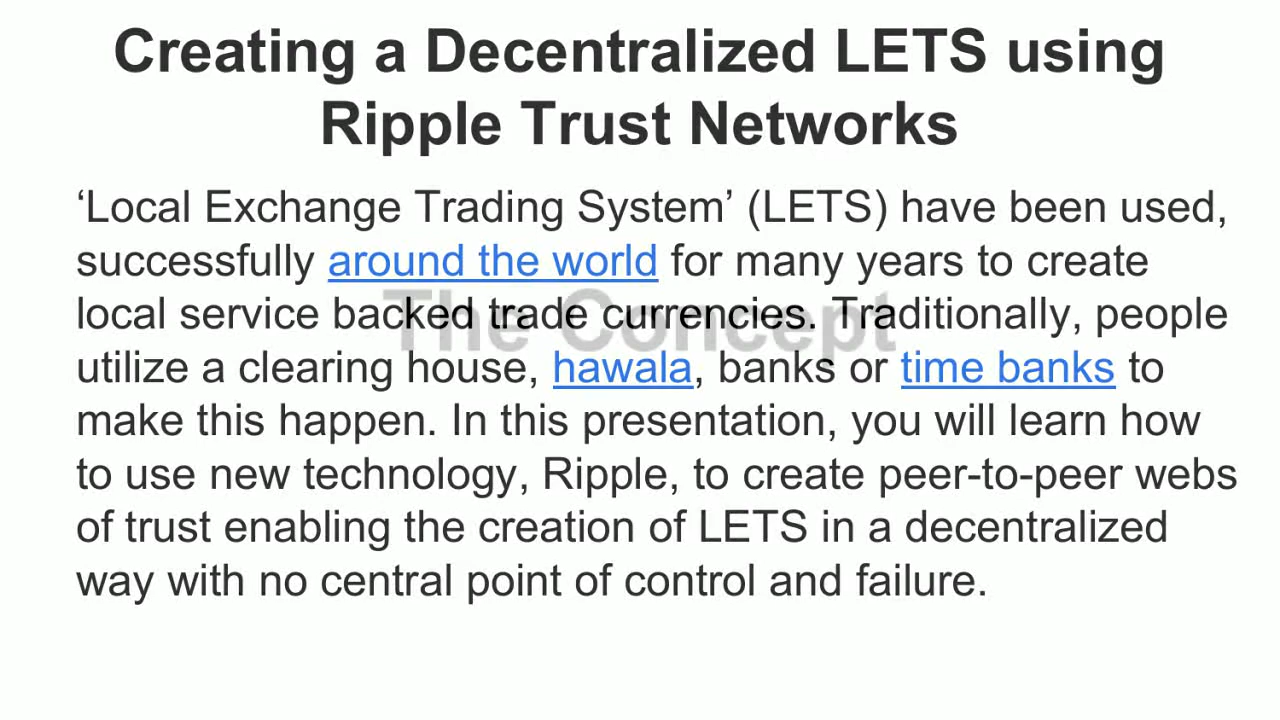 Creating a Decentralized LETS using
Ripple Trust Networks
‘Local Exchange Trading System’ (LETS) have been used,
successfully around the world for many years to create
local service backed trade currencies. Traditionally, people
The Concept
utilize a clearing house, hawala, banks or time banks to
make this happen. In this presentation, you will learn how
to use new technology, Ripple, to create peer-to-peer webs
of trust enabling the creation of LETS in a decentralized
way with no central point of control and failure.